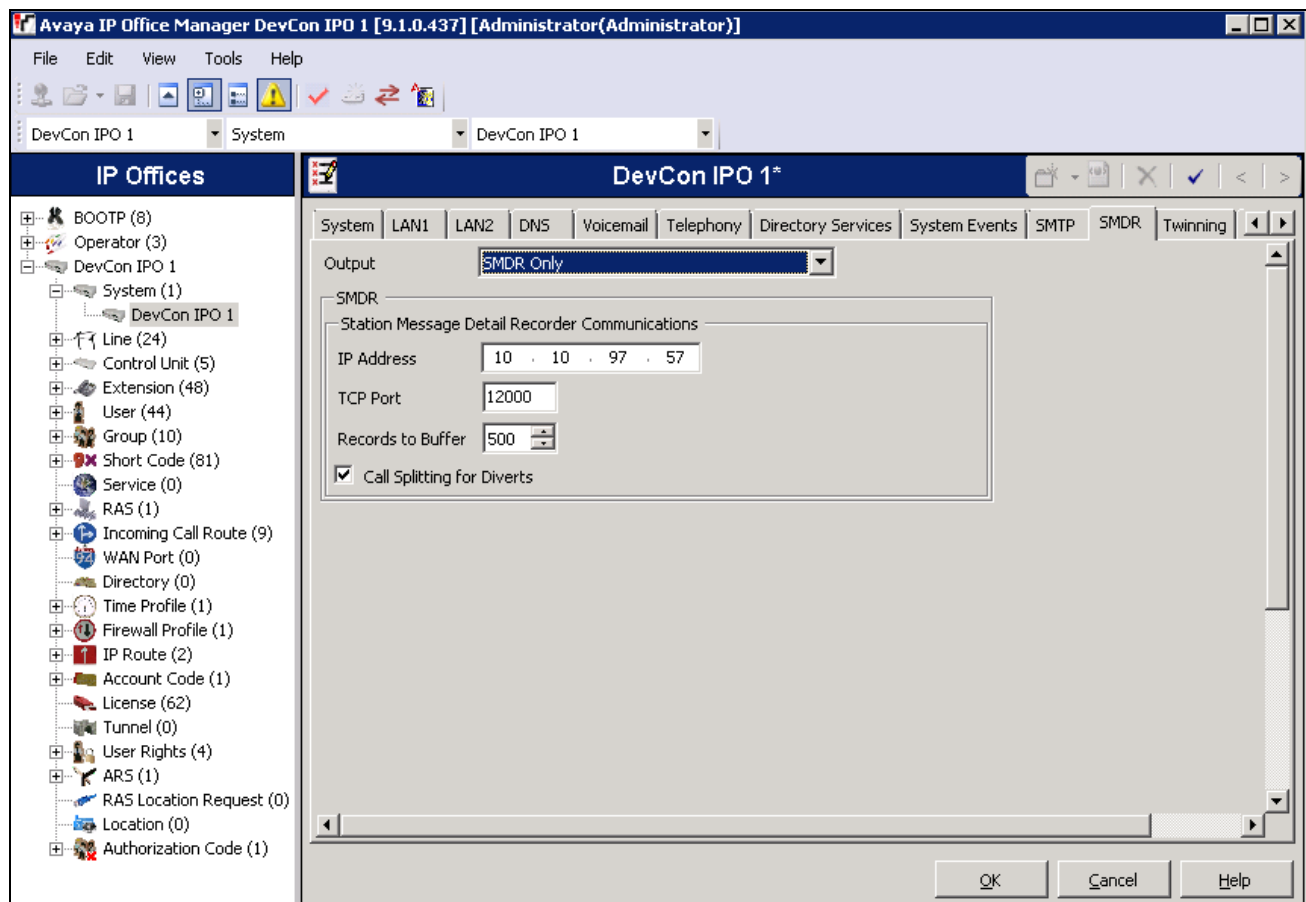 Avaya IP Office Manager DevCon IPO 1 [9.1.0.437] [Administrator(Administrator)]
File Edit View Tools Help
DevCon IPO 1 System DevCon IPO 1
IP Offices
BOOTP (8)
Operator (3)
DevCon IPO 1
System (1)
DevCon IPO 1
Line (24)
Control Unit (5)
Extension (48)
User (44)
Group (10)
Short Code (81)
Service (0)
RAS (1)
Incoming Call Route (9)
WAN Port (0)
Directory (0)
Time Profile (1)
Firewall Profile (1)
IP Route (2)
Account Code (1)
License (62)
Tunnel (0)
User Rights (4)
ARS (1)
RAS Location Request (0)
Location (0)
Authorization Code (1)
DevCon IPO 1*
System LAN1 LAN2 DNS Voicemail Telephony Directory Services System Events SMTP SMDR Twinning
Output SMDR Only
SMDR
Station Message Detail Recorder Communications
IP Address 10 . 10 . 97 . 57
TCP Port 12000
Records to Buffer 500
Call Splitting for Diverts
OK Cancel Help